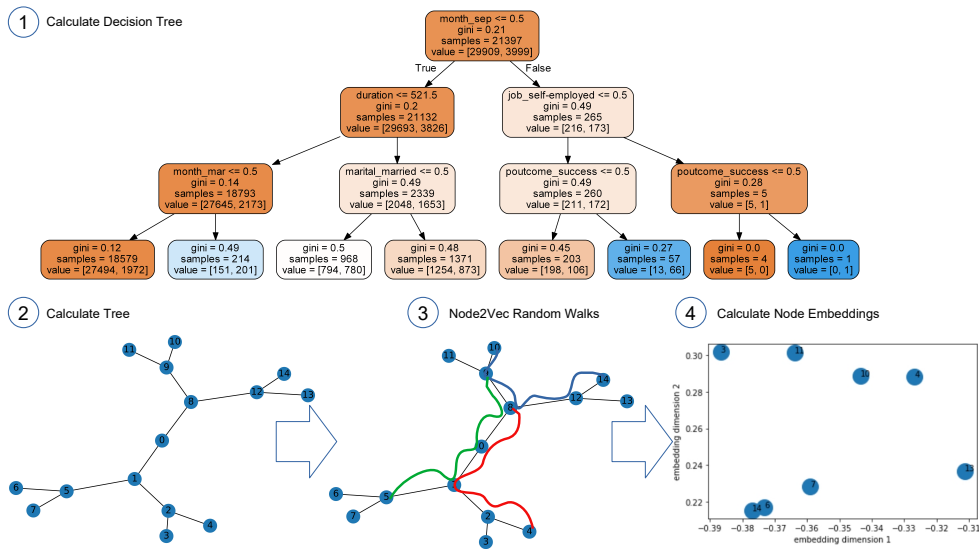 1 Calculate Decision Tree
month_sep <= 0.5
gini = 0.21
samples = 21397
value = [29909, 3999]
True False
duration <= 521.5
gini = 0.2
samples = 21132
value = [29693, 3826]
job_self-employed <= 0.5
gini = 0.49
samples = 265
value = [216, 173]
month_mar <= 0.5
gini = 0.14
samples = 18793
value = [27645, 2173]
marital_married <= 0.5
gini = 0.49
samples = 2339
value = [2048, 1653]
poutcome_success <= 0.5
gini = 0.49
samples = 260
value = [211, 172]
poutcome_success <= 0.5
gini = 0.28
samples = 5
value = [5, 1]
gini = 0.12
samples = 18579
value = [27494, 1972]
gini = 0.49
samples = 214
value = [151, 201]
gini = 0.5
samples = 968
value = [794, 780]
gini = 0.48
samples = 1371
value = [1254, 873]
gini = 0.45
samples = 203
value = [198, 106]
gini = 0.27
samples = 57
value = [13, 66]
gini = 0.0
samples = 4
value = [5, 0]
gini = 0.0
samples = 1
value = [0, 1]
2 Calculate Tree
10
11
9
14
12
13
8
0
1
6
5
7
2
4
3
3 Node2Vec Random Walks
10
11
9
14
12
13
8
0
6
5
7
2
4
3
4 Calculate Node Embeddings
embedding dimension 2
0.30
0.28
0.26
0.24
0.22
3
11
10
4
13
7
14
6
−0.39 −0.38 −0.37 −0.36 −0.35 −0.34 −0.33 −0.32 −0.31
embedding dimension 1